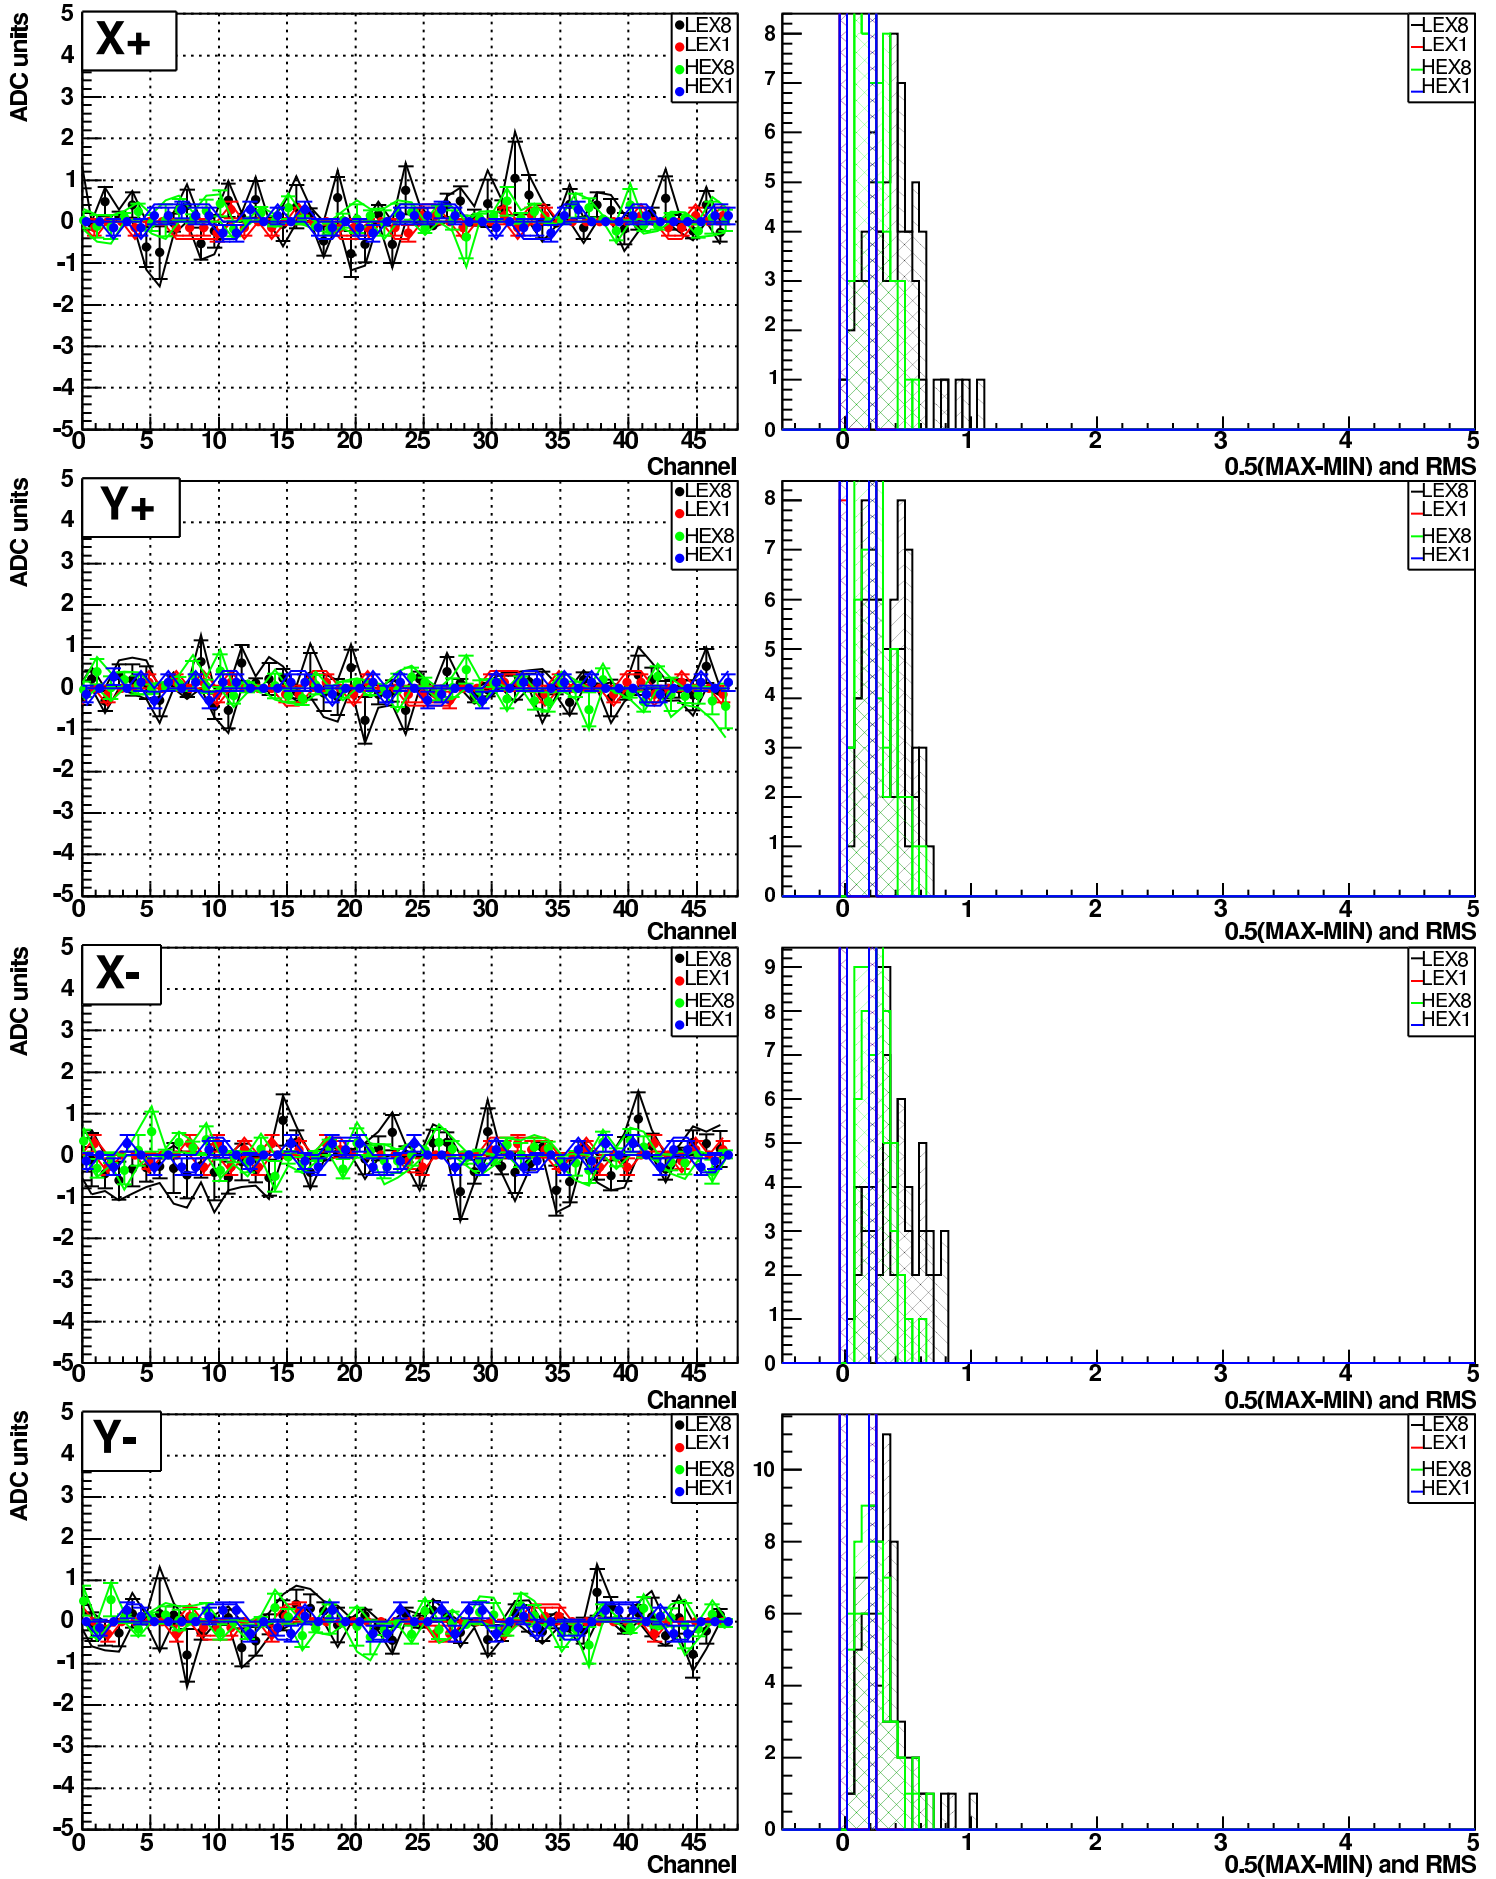 ADC units
X+
5
4
3
2
1
0
-1
-2
-3
-4
-5
0 5 10 15 20 25 30 35 40 45
Channel
LEX8
LEX1
HEX8
HEX1
8
7
6
5
4
3
2
1
0
0 1 2 3 4 5
0.5(MAX-MIN) and RMS
LEX8
LEX1
HEX8
HEX1
ADC units
Y+
5
4
3
2
1
0
-1
-2
-3
-4
-5
0 5 10 15 20 25 30 35 40 45
Channel
LEX8
LEX1
HEX8
HEX1
8
7
6
5
4
3
2
1
0
0 1 2 3 4 5
0.5(MAX-MIN) and RMS
LEX8
LEX1
HEX8
HEX1
ADC units
X-
5
4
3
2
1
0
-1
-2
-3
-4
-5
0 5 10 15 20 25 30 35 40 45
Channel
LEX8
LEX1
HEX8
HEX1
9
8
7
6
5
4
3
2
1
0
0 1 2 3 4 5
0.5(MAX-MIN) and RMS
LEX8
LEX1
HEX8
HEX1
ADC units
Y-
5
4
3
2
1
0
-1
-2
-3
-4
-5
0 5 10 15 20 25 30 35 40 45
Channel
LEX8
LEX1
HEX8
HEX1
10
8
6
4
2
0
0 1 2 3 4 5
0.5(MAX-MIN) and RMS
LEX8
LEX1
HEX8
HEX1